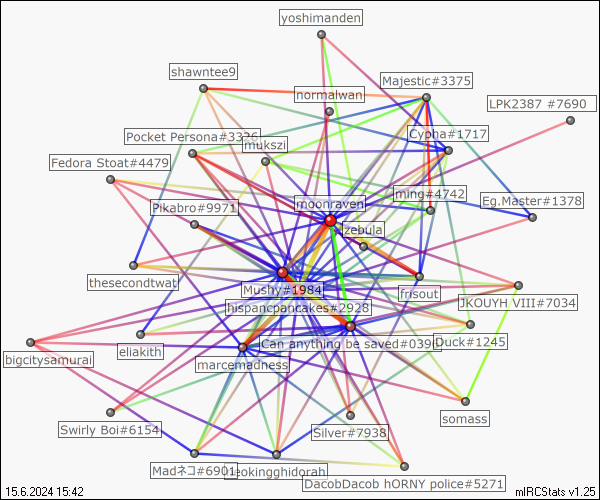 yoshimanden
shawntee9
Majestic#3375
normalwan
LPK2387 #7690
Cypha#1717
Pocket Persona#3326
mukszi
Fedora Stoat#4479
ming#4742
Eg.Master#1378
Pikabro#9971
moonraven
zebula
thesecondtwat
Mushy#1984
frisout
JKOUYH VIII#7034
hispancpancakes#2928
bigcitysamurai
eliakith
Can anything be saved#0396
Duck#1245
marcemadness
somass
Swirly Boi#6154
Silver#7938
Madネコ#6901
eokingghidorah
DacobDacob hORNY police#5271
15.6.2024 15:42
mIRCStats v1.25